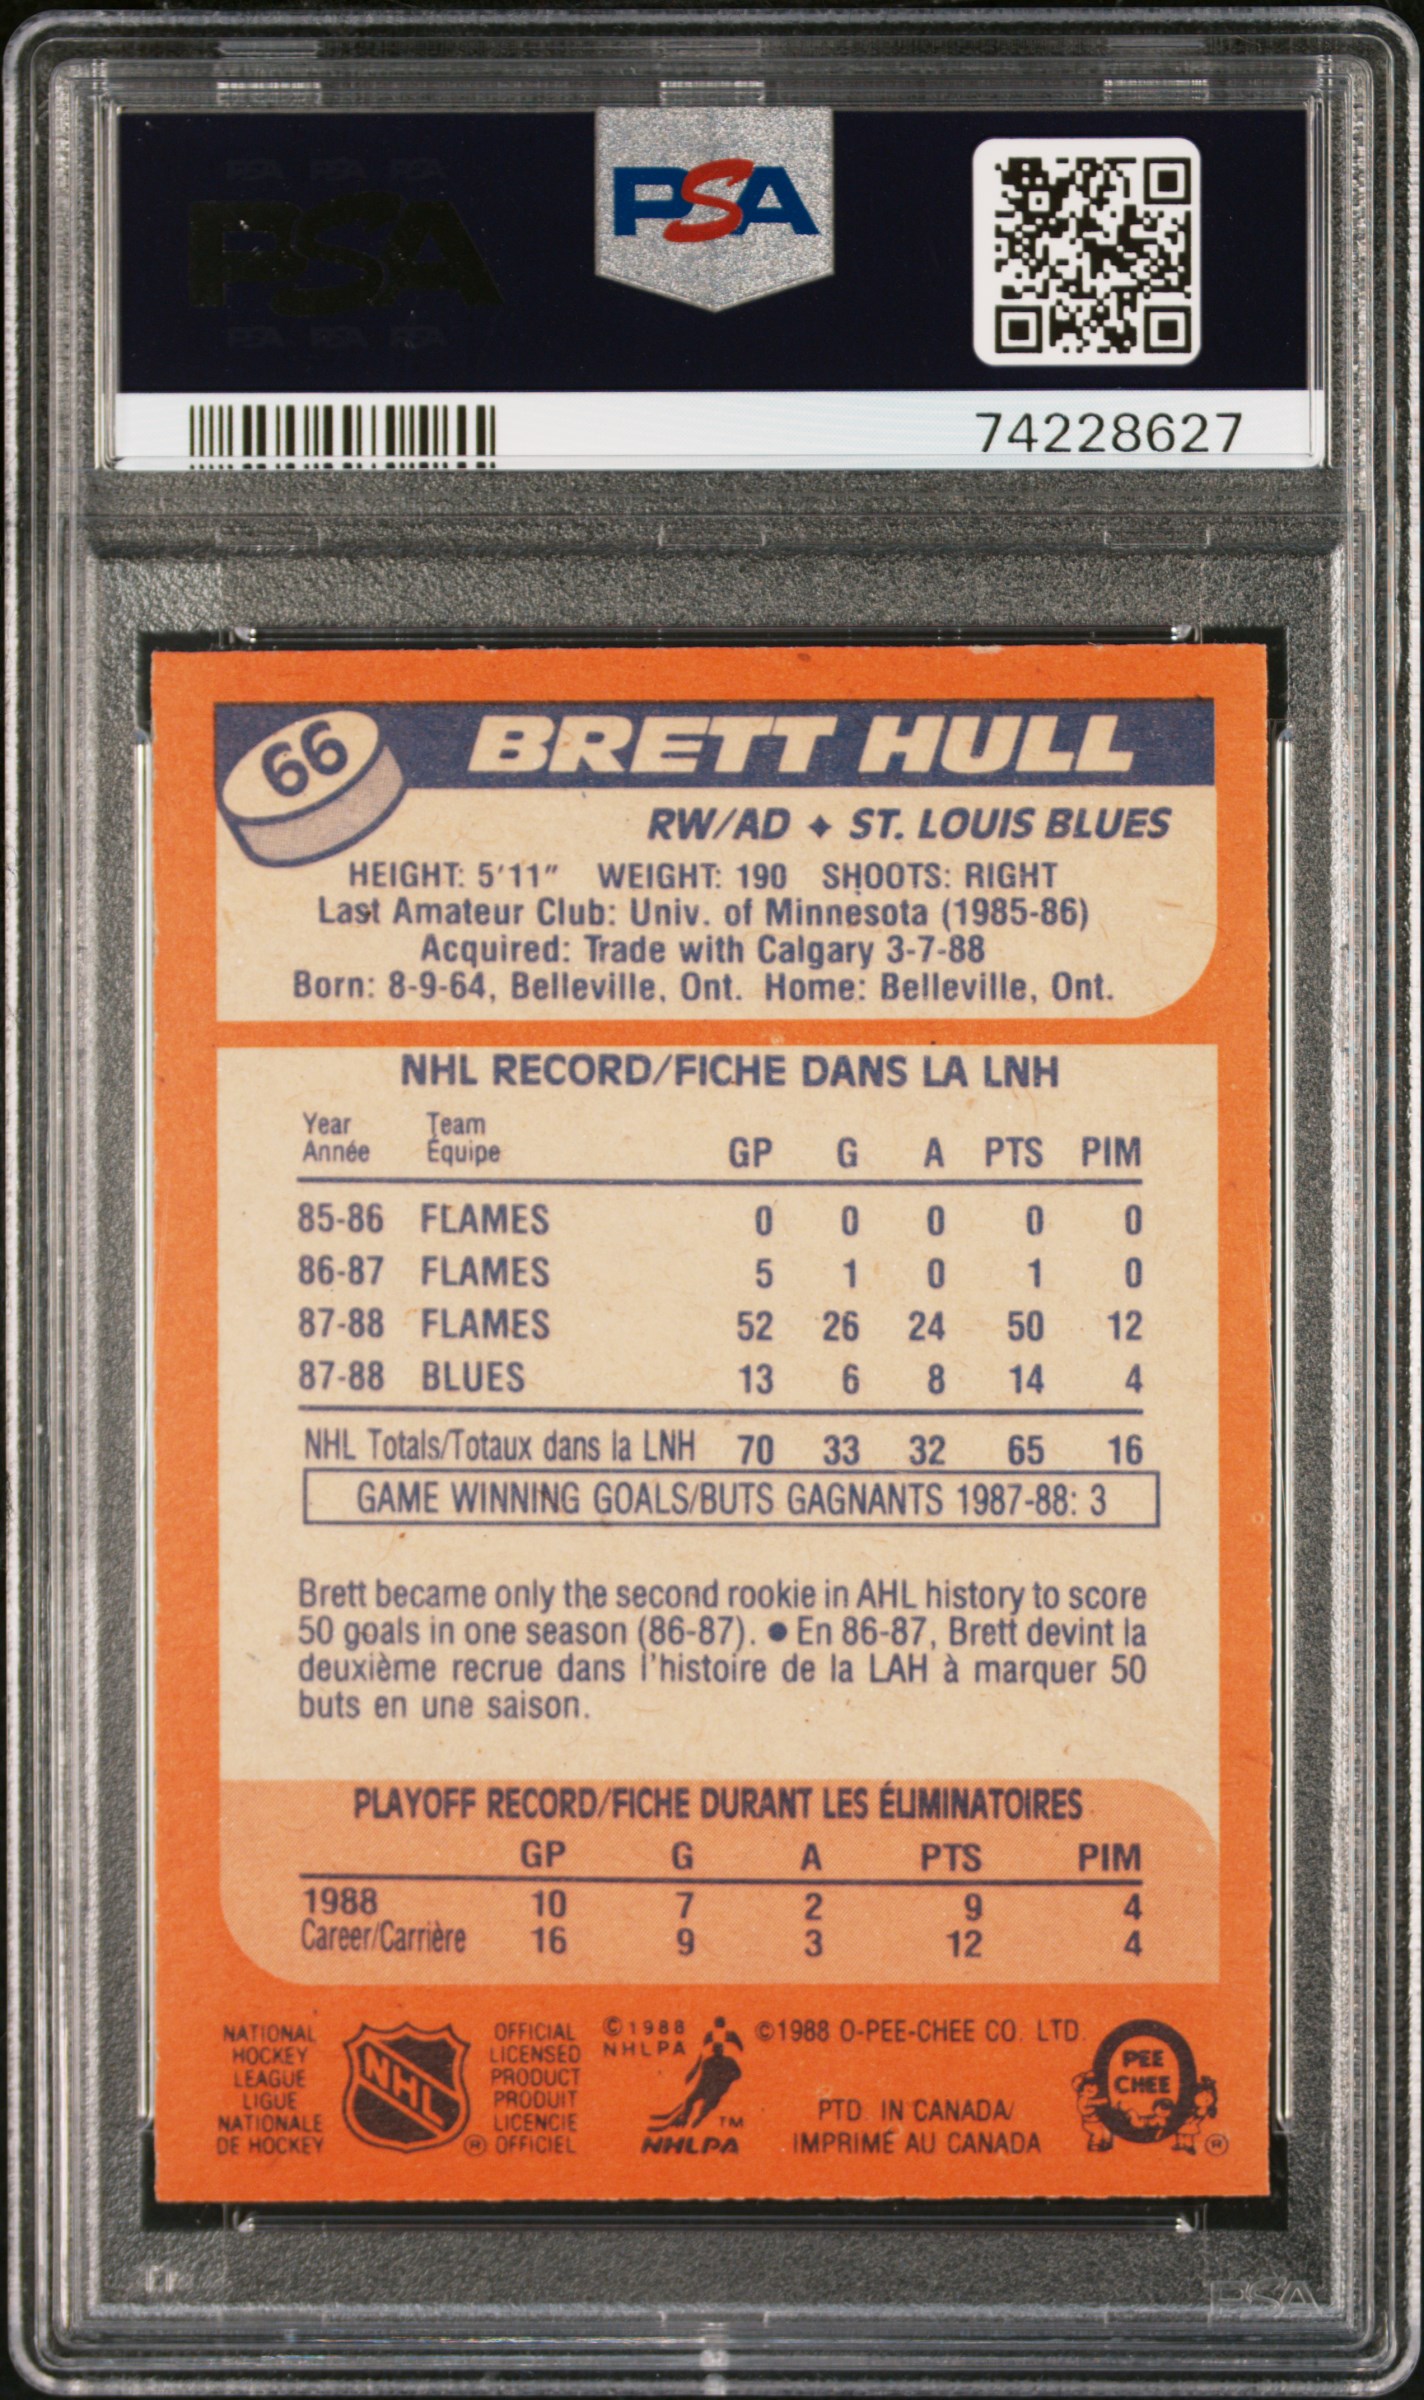 PSA PSA PSA
PSA
PSA PSA PSA
PSA
74228627
66
BRETT HULL
RW/AD ✦ ST. LOUIS BLUES
HEIGHT: 5'11" WEIGHT: 190 SHOOTS: RIGHT
Last Amateur Club: Univ. of Minnesota (1985-86)
Acquired: Trade with Calgary 3-7-88
Born: 8-9-64, Belleville, Ont. Home: Belleville, Ont.
NHL RECORD/FICHE DANS LA LNH
Year Team
Année Équipe GP G A PTS PIM
85-86 FLAMES 0 0 0 0 0
86-87 FLAMES 5 1 0 1 0
87-88 FLAMES 52 26 24 50 12
87-88 BLUES 13 6 8 14 4
NHL Totals/Totaux dans la LNH 70 33 32 65 16
GAME WINNING GOALS/BUTS GAGNANTS 1987-88: 3
Brett became only the second rookie in AHL history to score
50 goals in one season (86-87). ● En 86-87, Brett devint la
deuxième recrue dans l'histoire de la LAH à marquer 50
buts en une saison.
PLAYOFF RECORD/FICHE DURANT LES ÉLIMINATOIRES
GP G A PTS PIM
1988 10 7 2 9 4
Career/Carrière 16 9 3 12 4
NATIONAL
HOCKEY
LEAGUE
LIGUE
NATIONALE
DE HOCKEY
NHL
®
OFFICIAL
LICENSED
PRODUCT
PRODUIT
LICENCIE
OFFICIEL
©1988
NHLPA
TM
NHLPA
©1988 O-PEE-CHEE CO. LTD.
PTD. IN CANADA/
IMPRIMÉ AU CANADA
O
PEE
CHEE
®
PSA